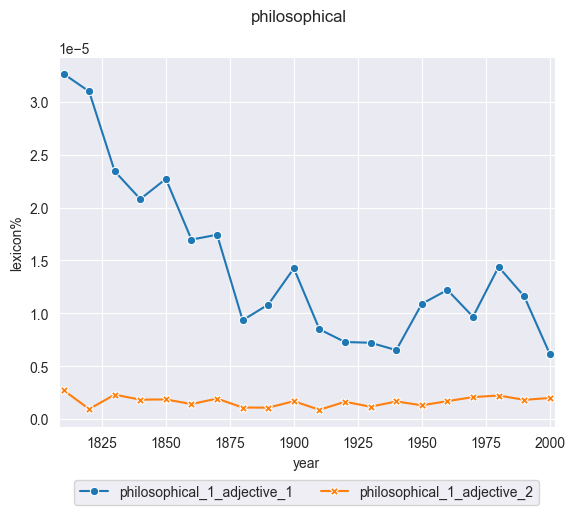 philosophical
1e−5
3.0
2.5
2.0
1.5
1.0
0.5
0.0
lexicon%
1825 1850 1875 1900 1925 1950 1975 2000
year
philosophical_1_adjective_1 philosophical_1_adjective_2